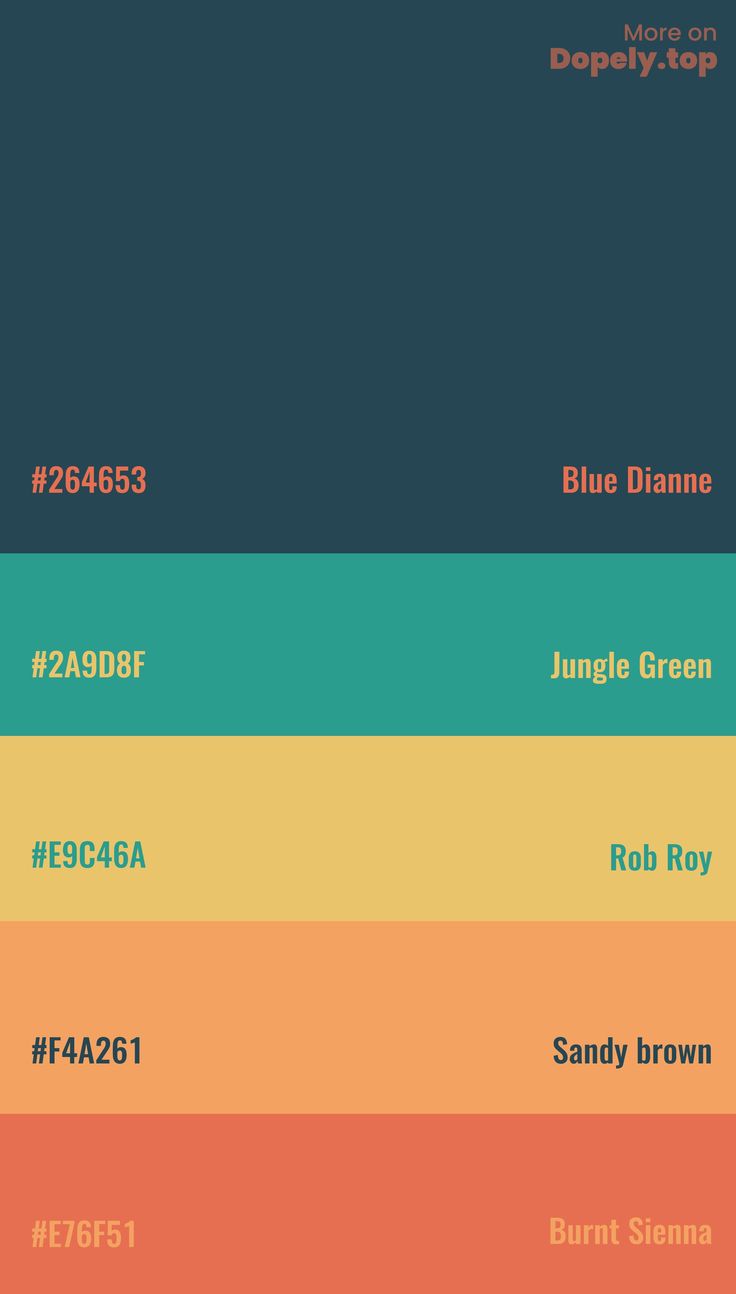 More on
Dopely.top
#264653 Blue Dianne
#2A9D8F Jungle Green
#E9C46A Rob Roy
#F4A261 Sandy brown
#E76F51 Burnt Sienna